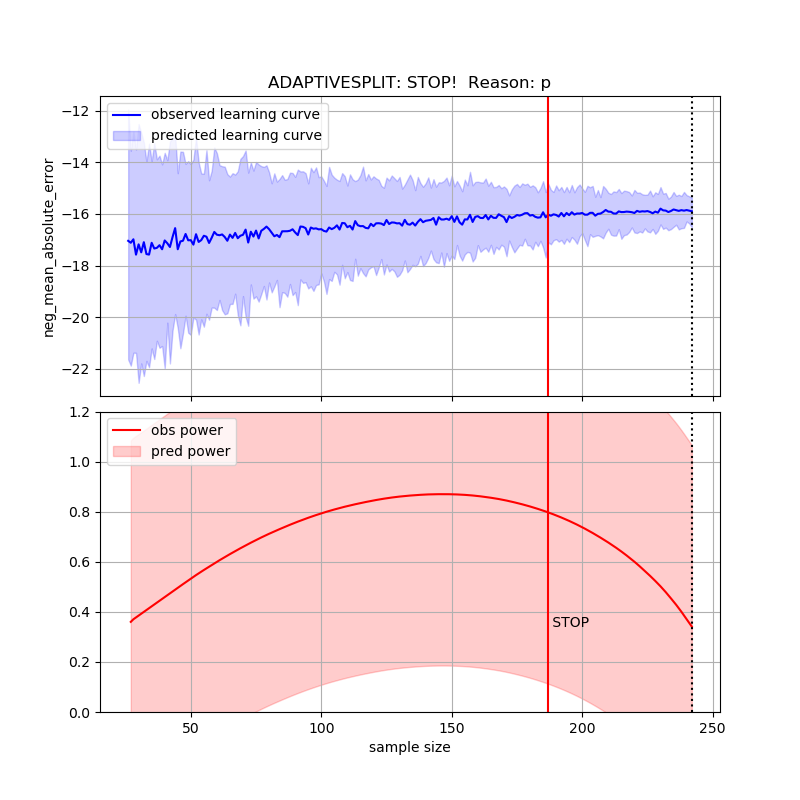 ADAPTIVESPLIT: STOP!  Reason: p
observed learning curve
predicted learning curve
neg_mean_absolute_error
−12
−14
−16
−18
−20
−22
obs power
pred power
1.2
1.0
0.8
0.6
0.4
0.2
0.0
STOP
50 100 150 200 250
sample size